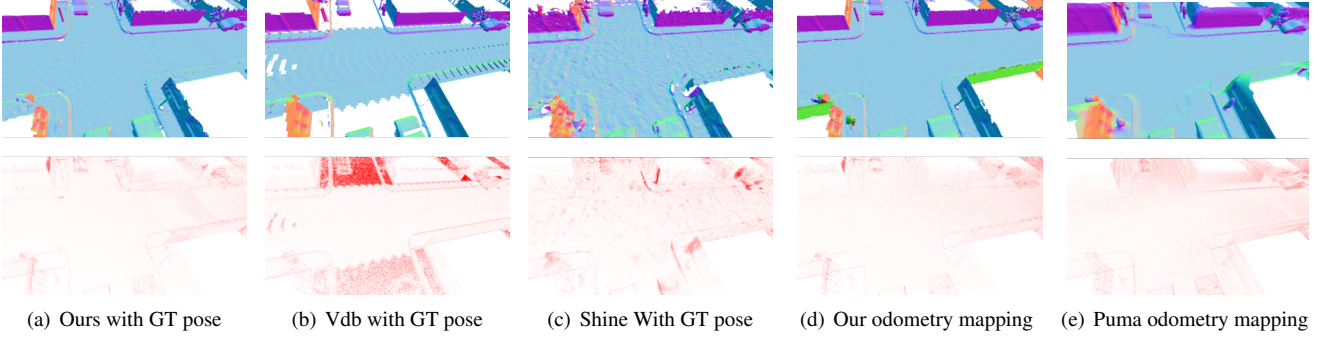 (a) Ours with GT pose
(b) Vdb with GT pose
(c) Shine With GT pose
(d) Our odometry mapping
(e) Puma odometry mapping